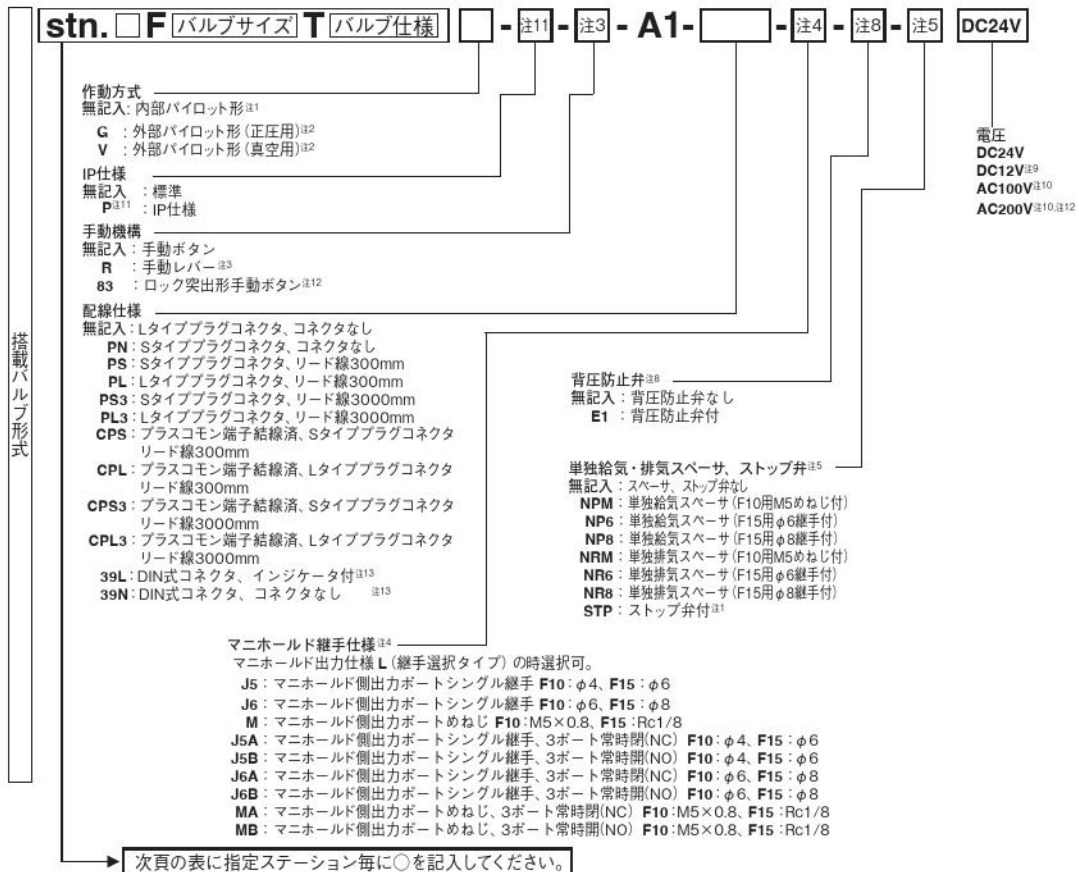 stn. □ F バルブサイズ T バルブ仕様 □ - 注11 - 注3 - A1- □ - 注4 - 注8 - 注5 DC24V
搭載バルブ形式
作動方式
無記入: 内部パイロット形注1
G : 外部パイロット形 (正圧用)注2
V : 外部パイロット形 (真空用)注2
IP仕様
無記入 : 標準
P注11 : IP仕様
手動機構
無記入 : 手動ボタン
R : 手動レバー注3
83 : ロック突出形手動ボタン注12
配線仕様
無記入 : Lタイププラグコネクタ、コネクタなし
PN : Sタイププラグコネクタ、コネクタなし
PS : Sタイププラグコネクタ、リード線300mm
PL : Lタイププラグコネクタ、リード線300mm
PS3 : Sタイププラグコネクタ、リード線3000mm
PL3 : Lタイププラグコネクタ、リード線3000mm
CPS : プラスコモン端子結線済、Sタイププラグコネクタ
リード線300mm
CPL : プラスコモン端子結線済、Lタイププラグコネクタ
リード線300mm
CPS3 : プラスコモン端子結線済、Sタイププラグコネクタ
リード線3000mm
CPL3 : プラスコモン端子結線済、Lタイププラグコネクタ
リード線3000mm
39L : DIN式コネクタ、インジケータ付注13
39N : DIN式コネクタ、コネクタなし 注13
電圧
DC24V
DC12V注9
AC100V注10
AC200V注10,注12
背圧防止弁注8
無記入 : 背圧防止弁なし
E1 : 背圧防止弁付
単独給気・排気スペーサ、ストップ弁注5
無記入 : スペーサ、ストップ弁なし
NPM : 単独給気スペーサ (F10用M5めねじ付)
NP6 : 単独給気スペーサ (F15用φ6継手付)
NP8 : 単独給気スペーサ (F15用φ8継手付)
NRM : 単独排気スペーサ (F10用M5めねじ付)
NR6 : 単独排気スペーサ (F15用φ6継手付)
NR8 : 単独排気スペーサ (F15用φ8継手付)
STP : ストップ弁付注1
マニホールド継手仕様注4
マニホールド出力仕様 L (継手選択タイプ) の時選択可。
J5 : マニホールド側出力ポートシングル継手 F10 : φ4、F15 : φ6
J6 : マニホールド側出力ポートシングル継手 F10 : φ6、F15 : φ8
M : マニホールド側出力ポートめねじ F10 :M5×0.8、F15 :Rc1/8
J5A : マニホールド側出力ポートシングル継手、3ポート常時閉(NC) F10 : φ4、F15 : φ6
J5B : マニホールド側出力ポートシングル継手、3ポート常時開(NO) F10 : φ4、F15 : φ6
J6A : マニホールド側出力ポートシングル継手、3ポート常時閉(NC) F10 : φ6、F15 : φ8
J6B : マニホールド側出力ポートシングル継手、3ポート常時開(NO) F10 : φ6、F15 : φ8
MA : マニホールド側出力ポートめねじ、3ポート常時閉(NC) F10 :M5×0.8、F15 :Rc1/8
MB : マニホールド側出力ポートめねじ、3ポート常時開(NO) F10 :M5×0.8、F15 :Rc1/8
次頁の表に指定ステーション毎に○を記入してください。